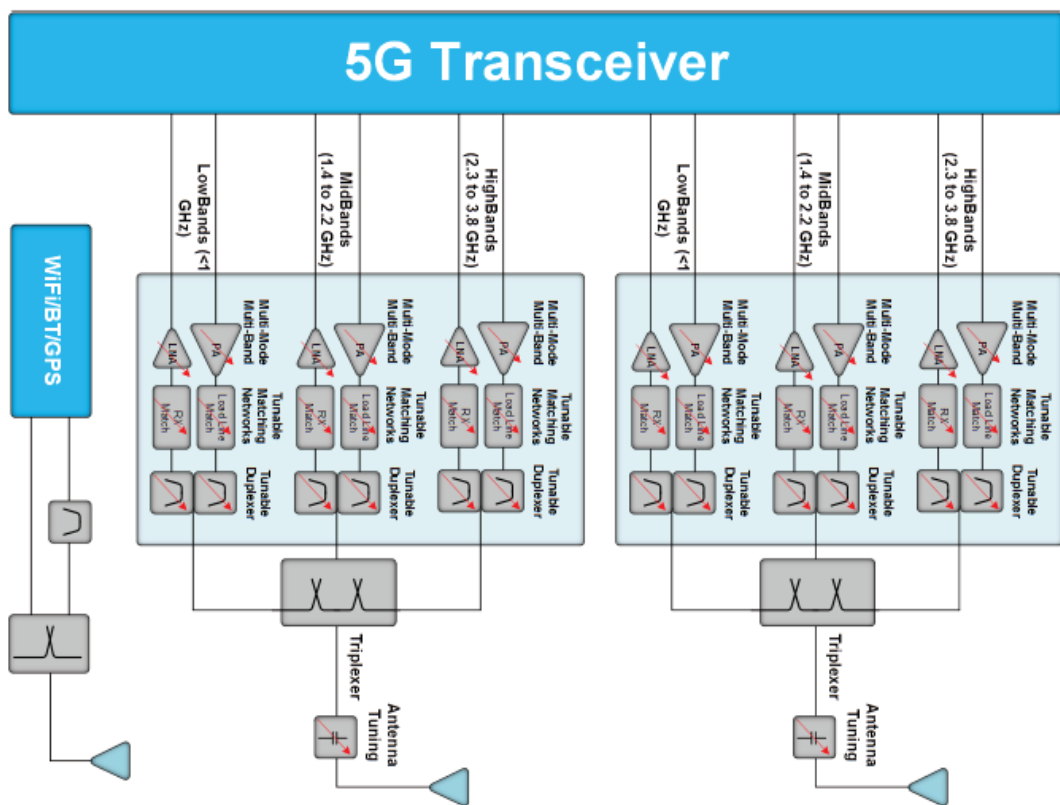 5G Transceiver
LowBands (<1
GHz)
MidBands
(1.4 to 2.2 GHz)
HighBands
(2.3 to 3.8 GHz)
LowBands (<1
GHz)
MidBands
(1.4 to 2.2 GHz)
HighBands
(2.3 to 3.8 GHz)
WiFi/BT/GPS
LNA
PA
Multi-Mode
Multi-Band
LNA
PA
Multi-Mode
Multi-Band
LNA
PA
Multi-Mode
Multi-Band
LNA
PA
Multi-Mode
Multi-Band
LNA
PA
Multi-Mode
Multi-Band
LNA
PA
Multi-Mode
Multi-Band
RX
Match
Load Line
Match
Tunable
Matching
Networks
RX
Match
Load Line
Match
Tunable
Matching
Networks
RX
Match
Load Line
Match
Tunable
Matching
Networks
RX
Match
Load Line
Match
Tunable
Matching
Networks
RX
Match
Load Line
Match
Tunable
Matching
Networks
RX
Match
Load Line
Match
Tunable
Matching
Networks
Tunable
Duplexer
Tunable
Duplexer
Tunable
Duplexer
Tunable
Duplexer
Tunable
Duplexer
Tunable
Duplexer
Triplexer
Triplexer
Antenna
Tuning
Antenna
Tuning